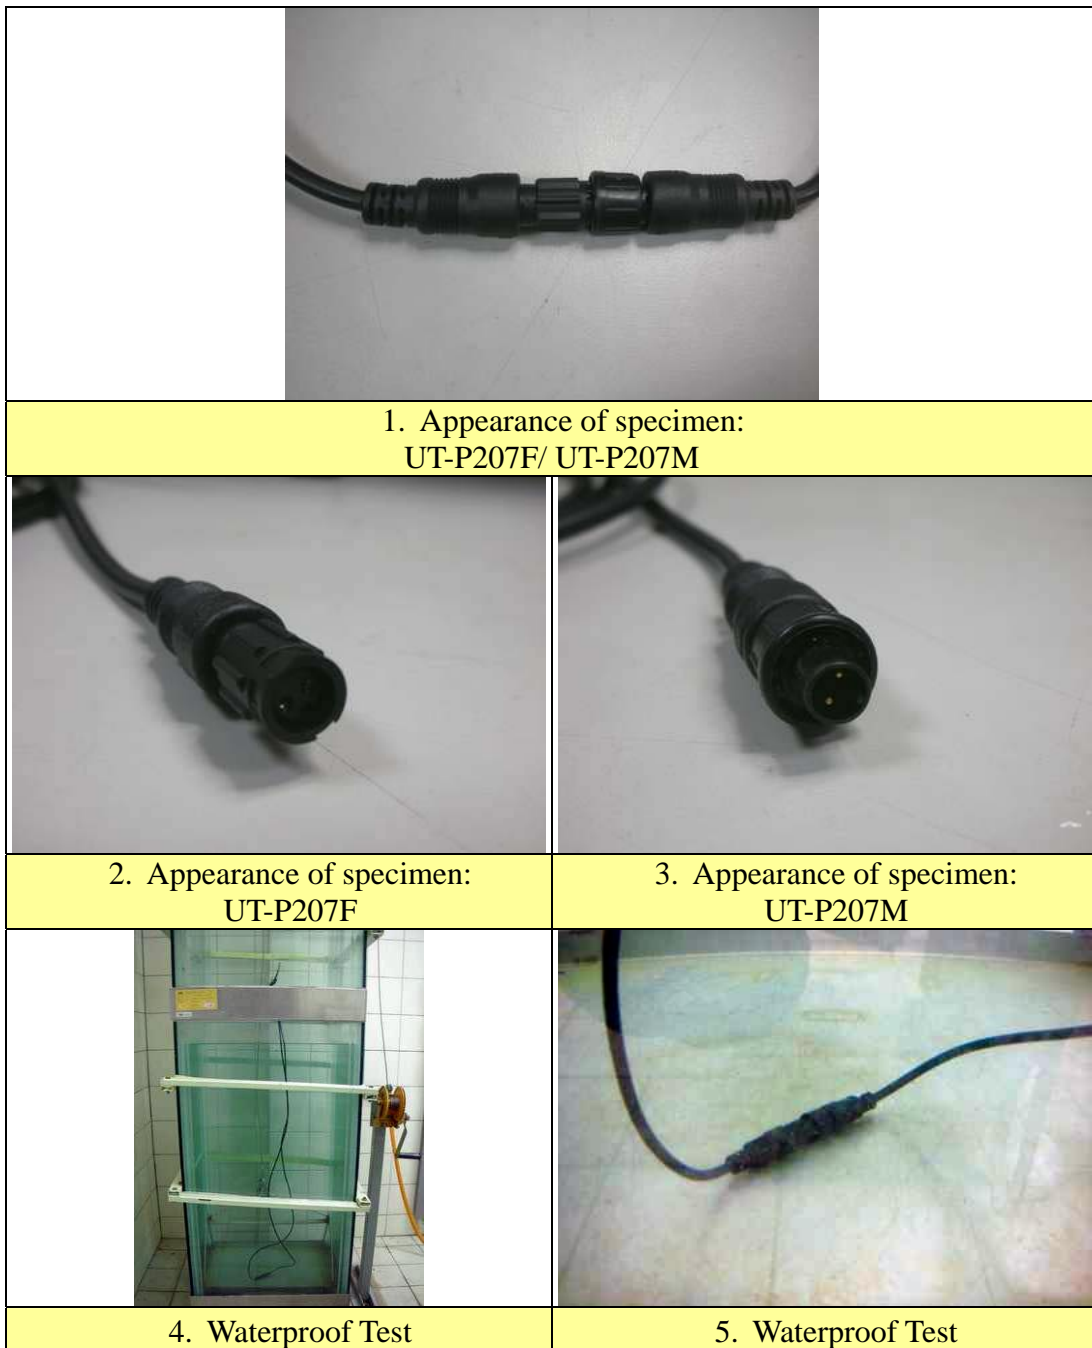 1. Appearance of specimen:
UT-P207F/ UT-P207M
2. Appearance of specimen:
UT-P207F
3. Appearance of specimen:
UT-P207M
4. Waterproof Test
5. Waterproof Test